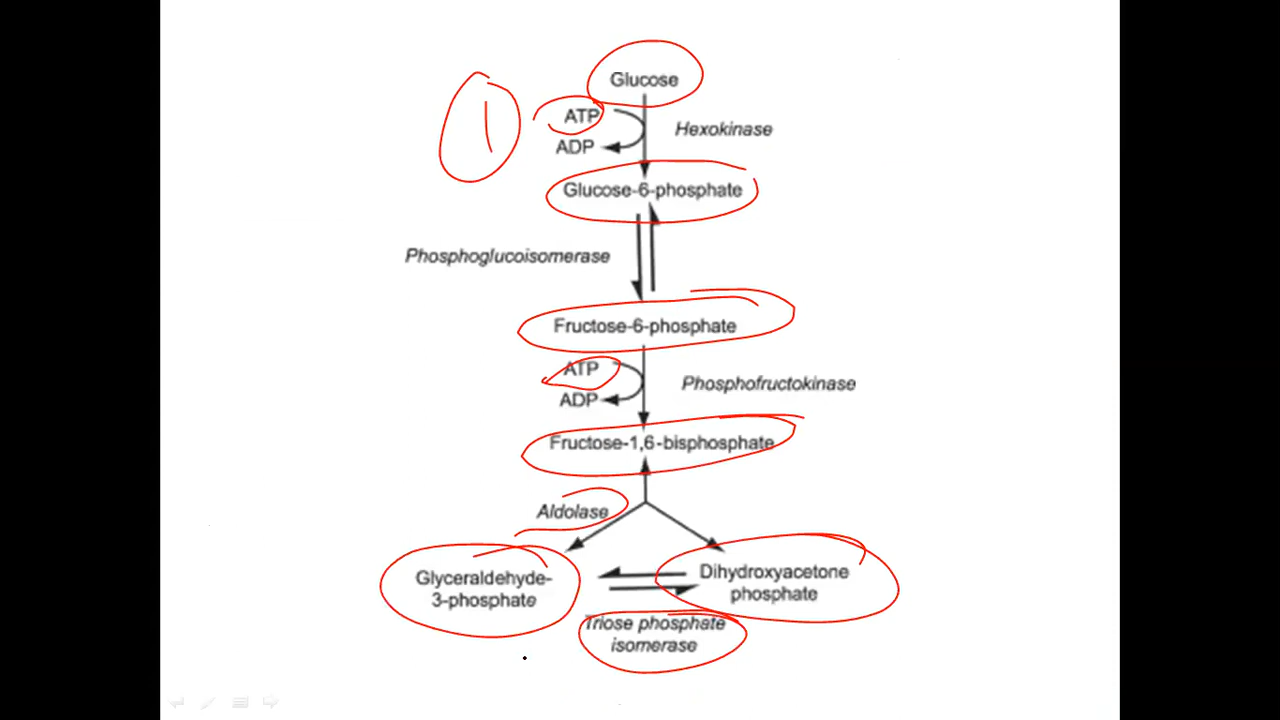 Glucose
1
ATP
Hexokinase
ADP
Glucose-6-phosphate
Phosphoglucoisomerase
Fructose-6-phosphate
ATP
Phosphofructokinase
ADP
Fructose-1,6-bisphosphate
Aldolase
Glyceraldehyde-
3-phosphate
Dihydroxyacetone
phosphate
Triose phosphate
isomerase